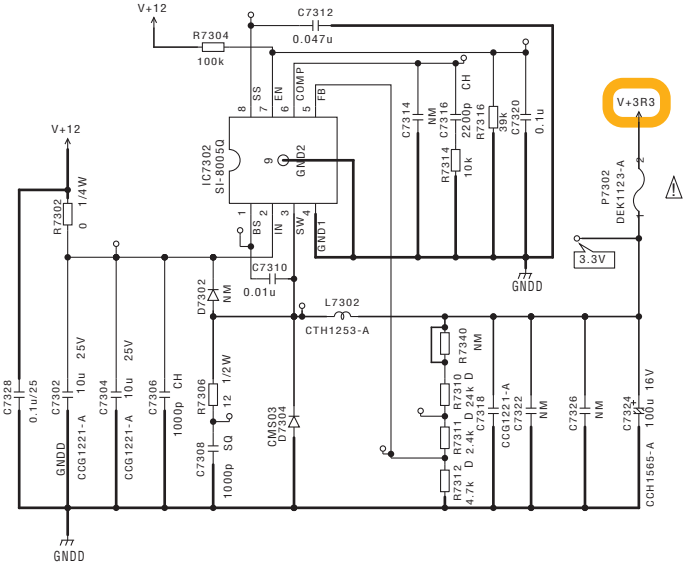 V+12
C7312
0.047u
R7304
100k
8
SS
7
EN
6
COMP
5
FB
IC7302
SI-8005Q
9
GND2
1
BS
2
IN
3
SW
4
GND1
C7314
NM
C7316
2200p CH
R7314
10k
R7316
39k
C7320
0.1u
GNDD
V+3R3
2
P7302
DEK1123-A
1
3.3V
V+12
R7302
0 1/4W
C7310
0.01u
D7302
NM
L7302
CTH1253-A
C7328
0.1u/25
C7302
10u 25V
CCG1221-A
GNDD
C7304
10u 25V
CCG1221-A
C7306
1000p CH
R7306
12 1/2W
C7308
1000p SQ
CMS03
D7304
R7340
NM
R7310
24k D
R7311
2.4k D
R7312
4.7k D
C7318
CCG1221-A
C7322
NM
C7326
NM
C7324
+
100u 16V
CCH1565-A
GNDD